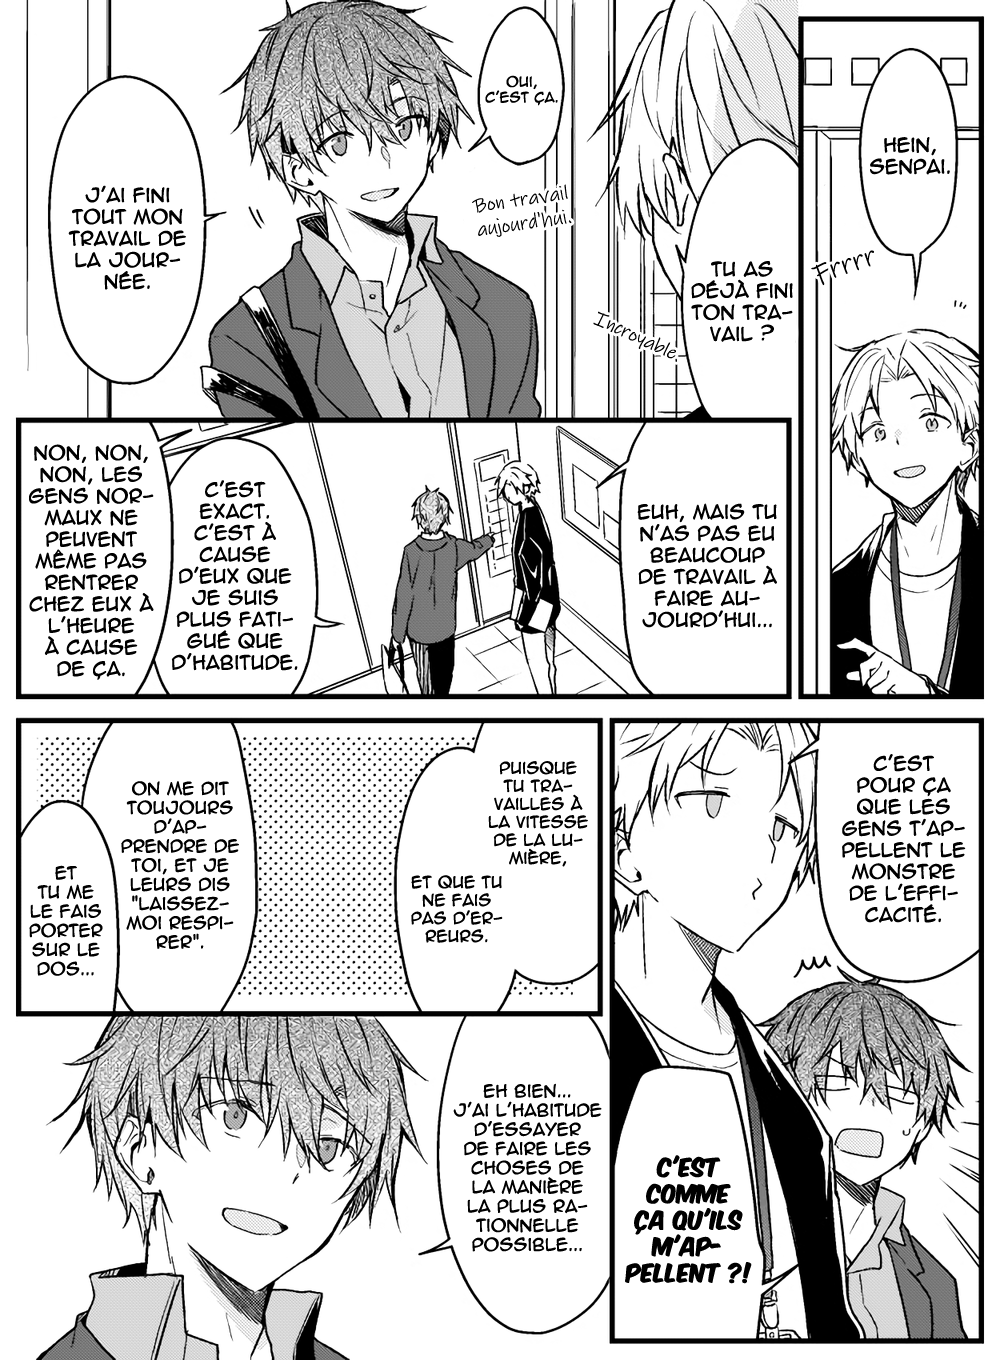 HEIN,
SENPAI.
Frrrr
TU AS
DÉJÀ FINI
TON TRA-
VAIL ?
Incroyable.
OUI,
C'EST ÇA.
Bon travail
aujourd'hui.
J'AI FINI
TOUT MON
TRAVAIL DE
LA JOUR-
NÉE.
EUH, MAIS TU
N'AS PAS EU
BEAUCOUP
DE TRAVAIL À
FAIRE AU-
JOURD'HUI...
C'EST
EXACT.
C'EST À
CAUSE
D'EUX QUE
JE SUIS
PLUS FATI-
GUÉ QUE
D'HABITUDE.
NON, NON,
NON, LES
GENS NOR-
MAUX NE
PEUVENT
MÊME PAS
RENTRER
CHEZ EUX À
L'HEURE
À CAUSE
DE ÇA.
C'EST
POUR ÇA
QUE LES
GENS T'AP-
PELLENT LE
MONSTRE
DE L'EFFI-
CACITÉ.
C'EST
COMME
ÇA QU'ILS
M'AP-
PELLENT ?!
PUISQUE
TU TRA-
VAILLES À
LA VITESSE
DE LA LU-
MIÈRE,
ET QUE TU
NE FAIS
PAS D'ER-
REURS.
ON ME DIT
TOUJOURS
D'AP-
PRENDRE DE
TOI, ET JE
LEURS DIS
"LAISSEZ-
MOI RESPI-
RER".
ET
TU ME
LE FAIS
PORTER
SUR LE
DOS...
EH BIEN...
J'AI L'HABITUDE
D'ESSAYER
DE FAIRE LES
CHOSES DE
LA MANIÈRE
LA PLUS RA-
TIONNELLE
POSSIBLE...